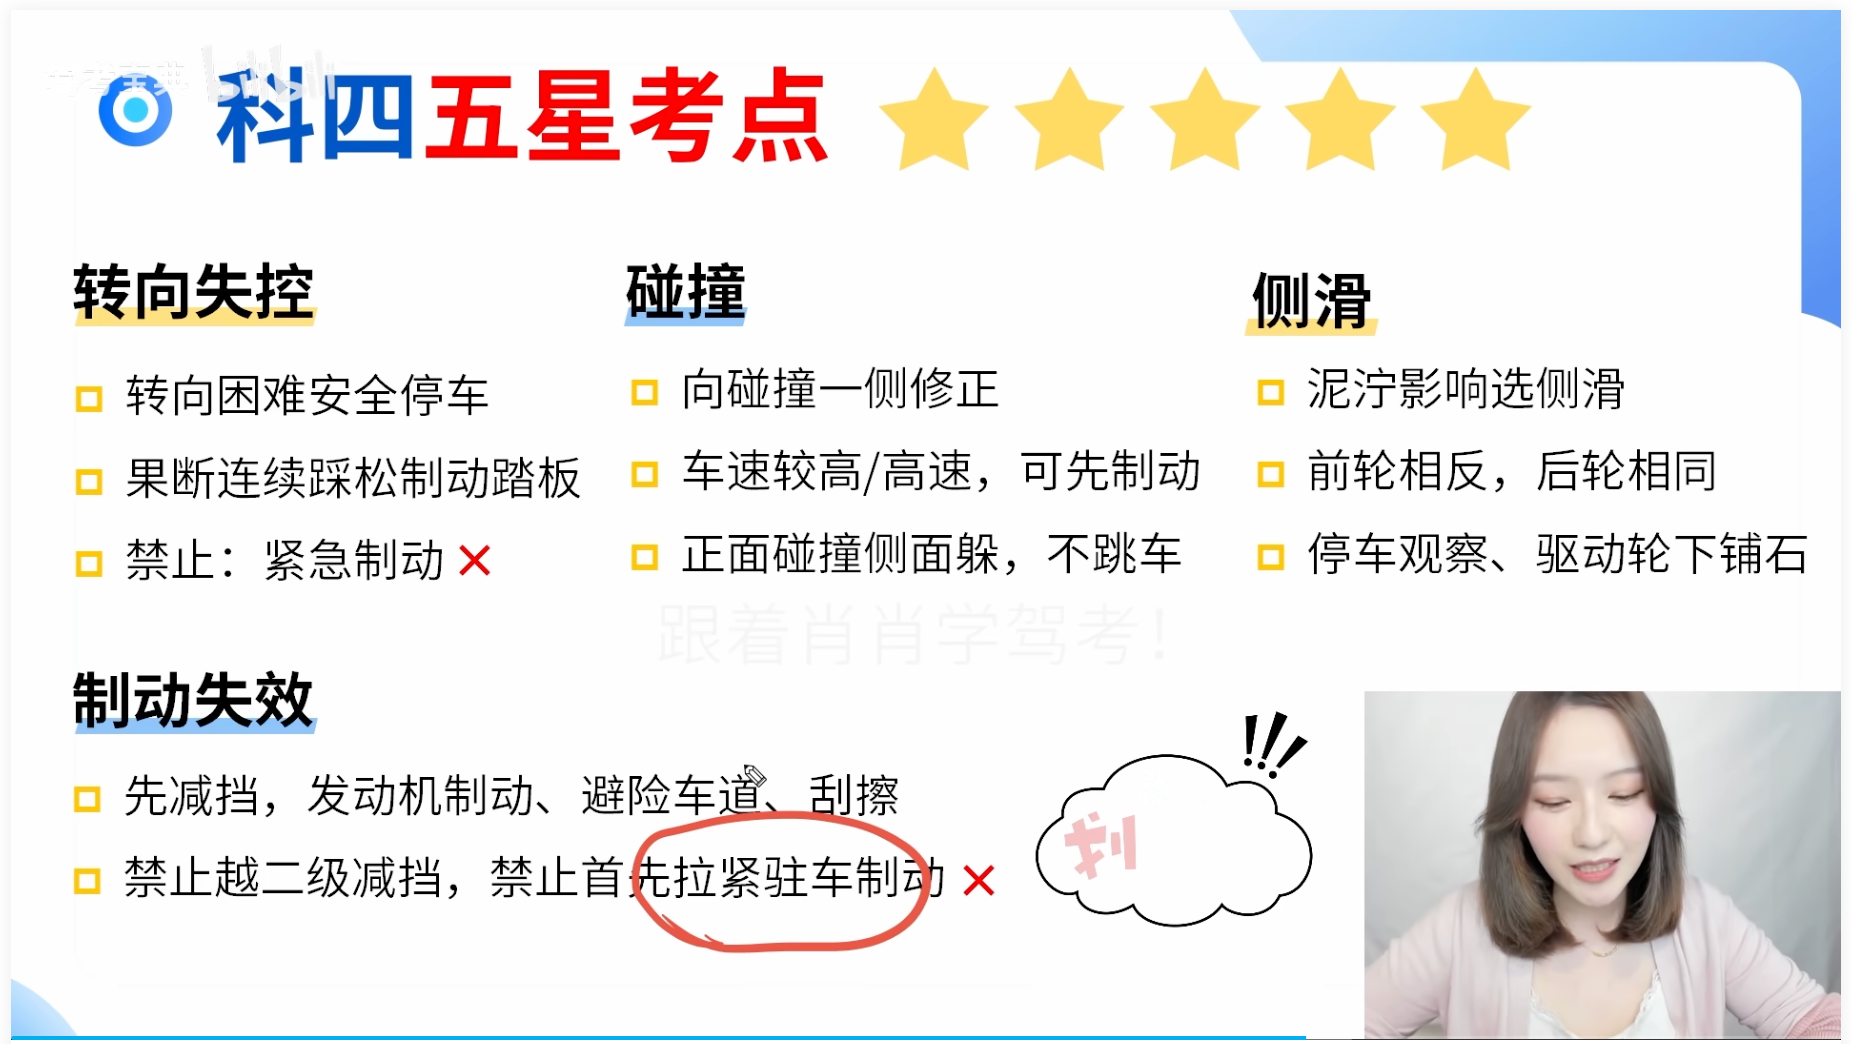 科四五星考点
转向失控
转向困难安全停车
果断连续踩松制动踏板
禁止：紧急制动
碰撞
向碰撞一侧修正
车速较高/高速，可先制动
正面碰撞侧面躲，不跳车
侧滑
泥泞影响选侧滑
前轮相反，后轮相同
停车观察、驱动轮下铺石
跟着肖肖学驾考！
制动失效
先减挡，发动机制动、避险车道、刮擦
禁止越二级减挡，禁止首先拉紧驻车制动
!!!